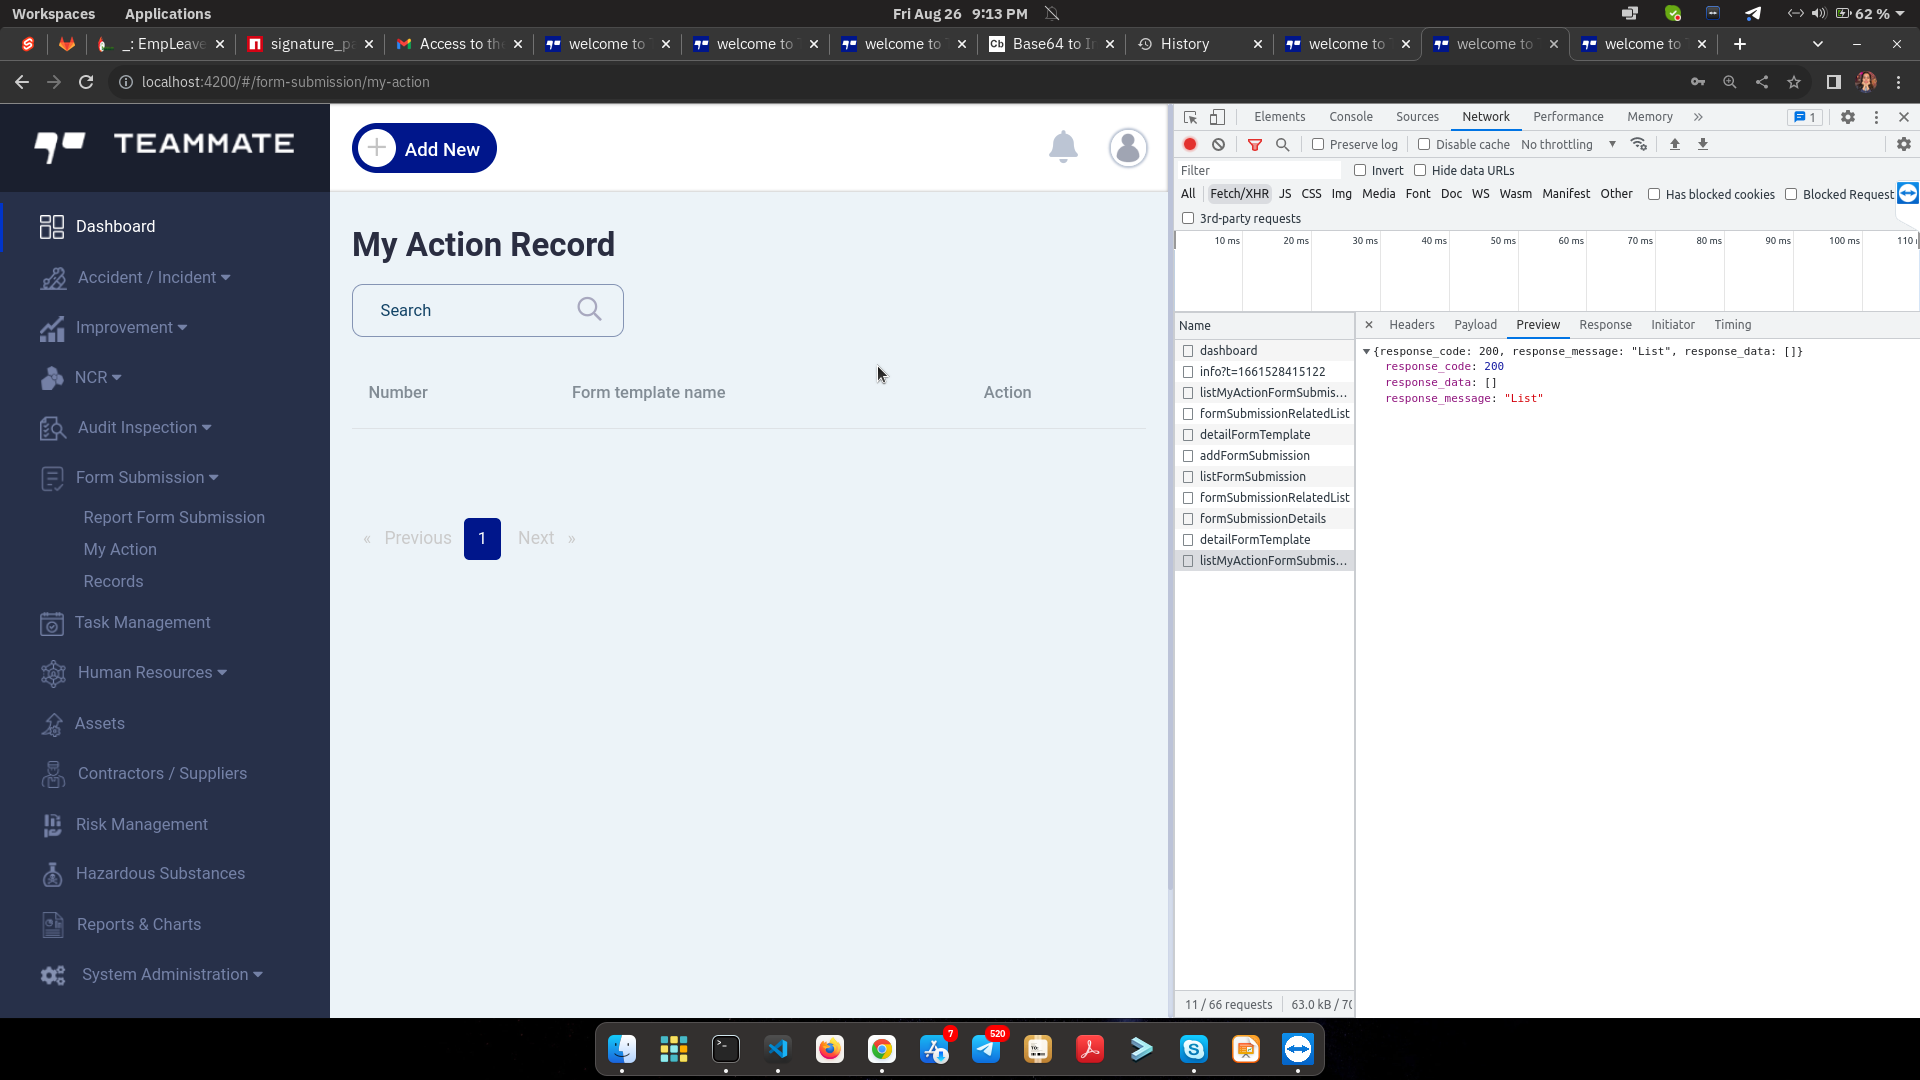 Workspaces Applications Fri Aug 26 9:13 PM 62 %
_: EmpLeave signature_pa Access to th welcome to welcome to welcome to Base64 to I History welcome to welcome to welcome to
localhost:4200/#/form-submission/my-action
TEAMMATE
Dashboard
Accident / Incident
Improvement
NCR
Audit Inspection
Form Submission
Report Form Submission
My Action
Records
Task Management
Human Resources
Assets
Contractors / Suppliers
Risk Management
Hazardous Substances
Reports & Charts
System Administration
Add New
My Action Record
Search
Number Form template name Action
« Previous 1 Next »
Elements Console Sources Network Performance Memory » 1
Preserve log Disable cache No throttling
Filter Invert Hide data URLs
All Fetch/XHR JS CSS Img Media Font Doc WS Wasm Manifest Other Has blocked cookies Blocked Request
3rd-party requests
10 ms 20 ms 30 ms 40 ms 50 ms 60 ms 70 ms 80 ms 90 ms 100 ms 110
Name
dashboard
info?t=1661528415122
listMyActionFormSubmis...
formSubmissionRelatedList
detailFormTemplate
addFormSubmission
listFormSubmission
formSubmissionRelatedList
formSubmissionDetails
detailFormTemplate
listMyActionFormSubmis...
11 / 66 requests 63.0 kB / 70
Headers Payload Preview Response Initiator Timing
{response_code: 200, response_message: "List", response_data: []}
response_code: 200
response_data: []
response_message: "List"
7 520